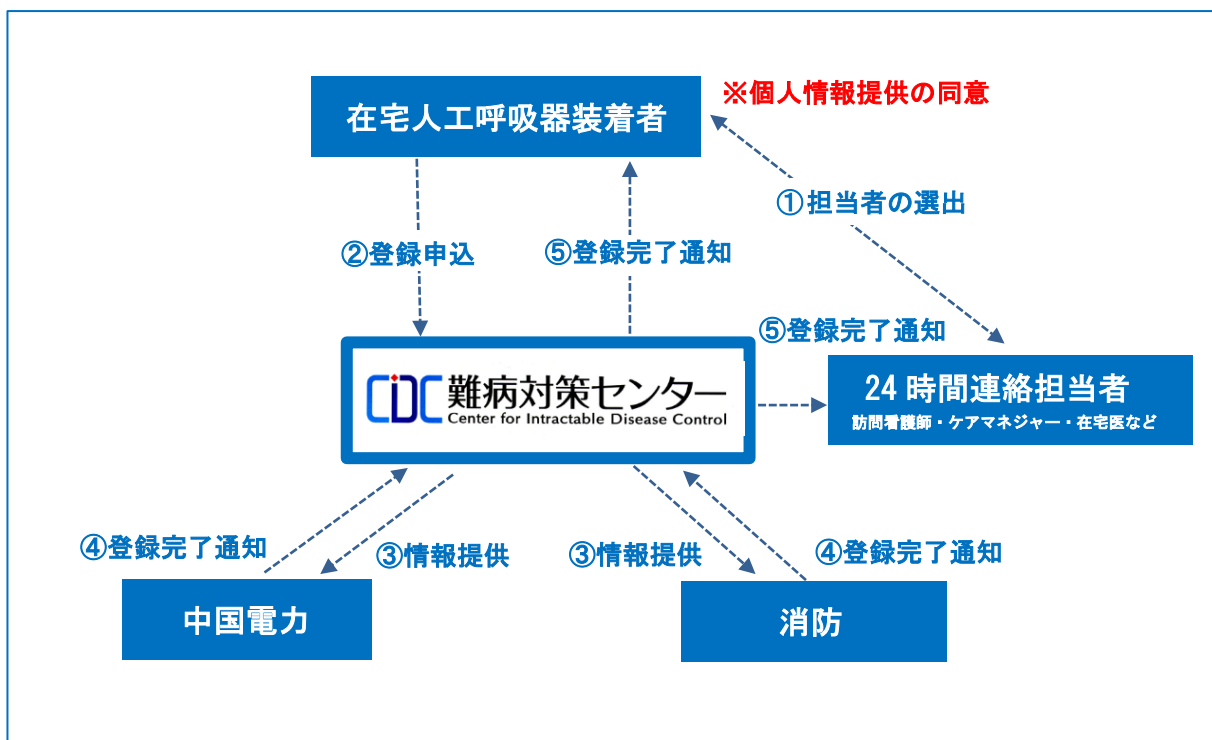 在宅人工呼吸器装着者
※個人情報提供の同意
①担当者の選出
②登録申込
⑤登録完了通知
⑤登録完了通知
CIDC 難病対策センター
Center for Intractable Disease Control
24時間連絡担当者
訪問看護師・ケアマネジャー・在宅医など
④登録完了通知
③情報提供
③情報提供
④登録完了通知
中国電力
消防